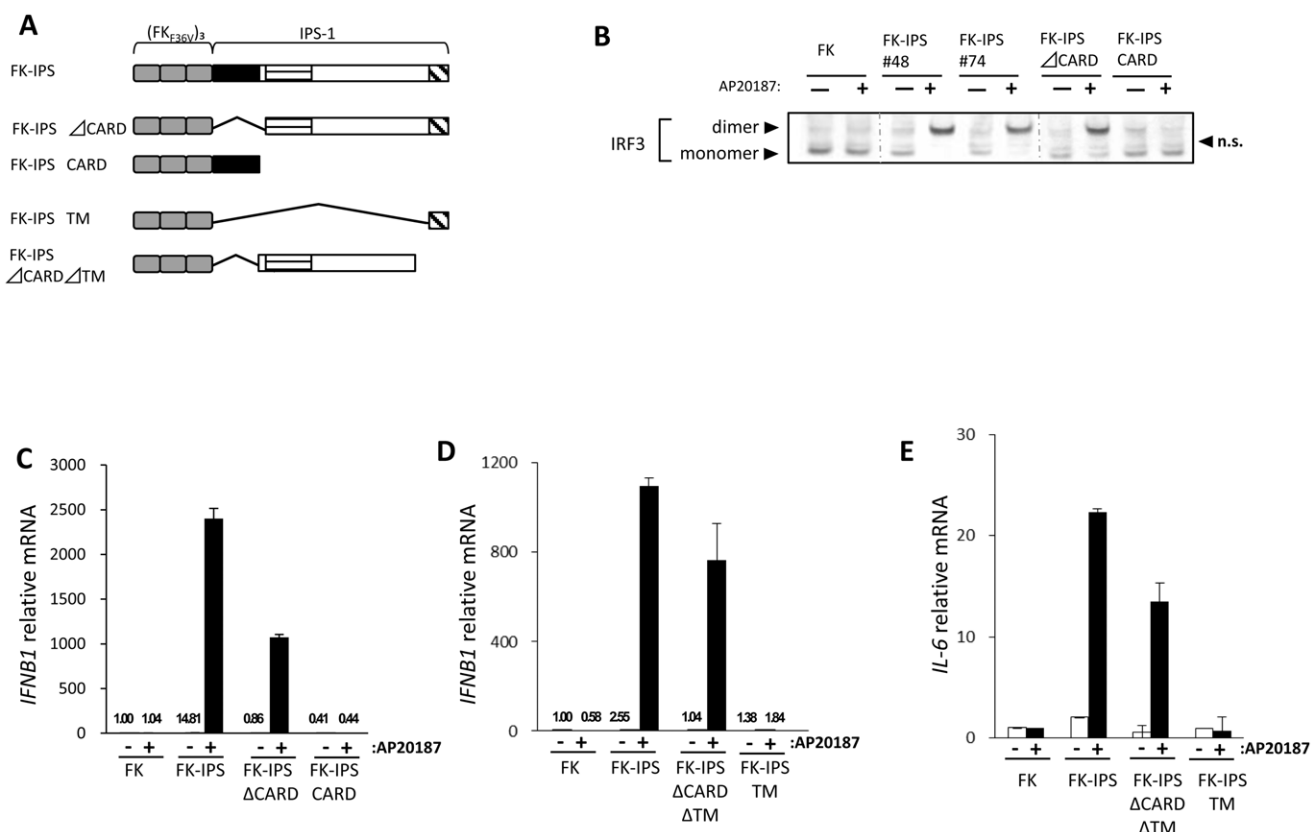 A
(FKF36V)3 IPS-1
FK-IPS
FK-IPS ⊿CARD
FK-IPS CARD
FK-IPS TM
FK-IPS
⊿CARD⊿TM
B
FK FK-IPS #48 FK-IPS #74 FK-IPS ⊿CARD FK-IPS CARD
AP20187: — + — + — + — + — +
IRF3
dimer ►
monomer ►
◄ n.s.
C
IFNB1 relative mRNA
3000
2500
2000
1500
1000
500
0
1.00 1.04 14.81 0.86 0.41 0.44
- + - + - + - + :AP20187
FK FK-IPS FK-IPS FK-IPS
ΔCARD CARD
D
IFNB1 relative mRNA
1200
800
400
0
1.00 0.58 2.55 1.04 1.38 1.84
- + - + - + - + :AP20187
FK FK-IPS FK-IPS FK-IPS
ΔCARD TM
ΔTM
E
IL-6 relative mRNA
30
20
10
0
- + - + - + - + :AP20187
FK FK-IPS FK-IPS FK-IPS
ΔCARD TM
ΔTM